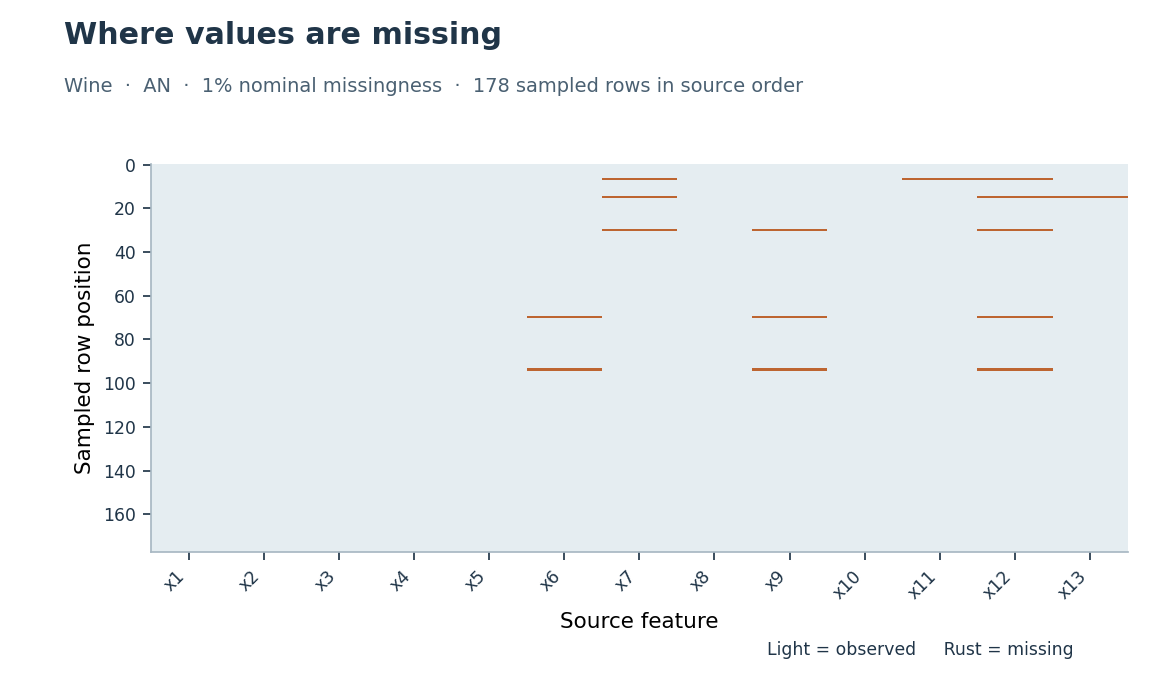 Where values are missing
Wine · AN · 1% nominal missingness · 178 sampled rows in source order
0
20
40
60
80
100
120
140
160
Sampled row position
x1
x2
x3
x4
x5
x6
x7
x8
x9
x10
x11
x12
x13
Source feature
Light = observed Rust = missing